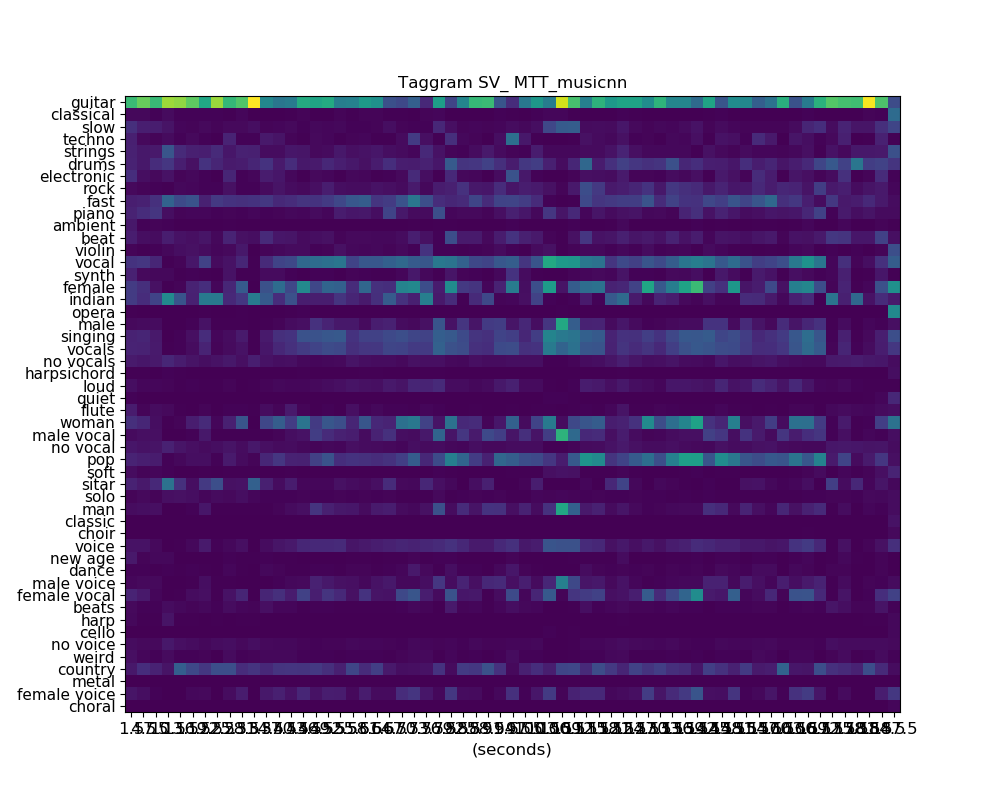 Taggram SV_ MTT_musicnn
guitar
classical
slow
techno
strings
drums
electronic
rock
fast
piano
ambient
beat
violin
vocal
synth
female
indian
opera
male
singing
vocals
no vocals
harpsichord
loud
quiet
flute
woman
male vocal
no vocal
pop
soft
sitar
solo
man
classic
choir
voice
new age
dance
male voice
female vocal
beats
harp
cello
no voice
weird
country
metal
female voice
choral
(seconds)